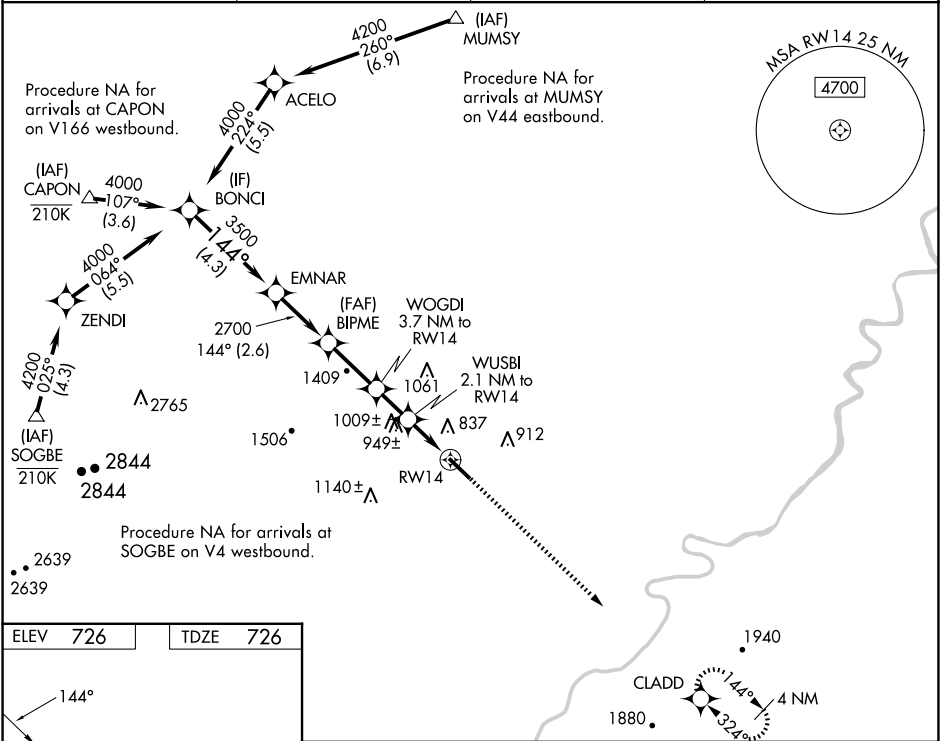 4200
260°
(6.9)
(IAF)
MUMSY
MSA RW14 25 NM
4700
Procedure NA for
arrivals at CAPON
on V166 westbound.
ACELO
Procedure NA for
arrivals at MUMSY
on V44 eastbound.
4000
224°
(5.5)
(IAF)
CAPON
210K
4000
107°
(3.6)
(IF)
BONCI
3500
144°
(4.3)
4000
064°
(5.5)
ZENDI
EMNAR
(FAF)
BIPME
WOGDI
3.7 NM to
RW14
2700
144° (2.6)
4200
025°
(4.3)
1409
1061
WUSBI
2.1 NM to
RW14
2765
1009±
949±
837
912
1506
(IAF)
SOGBE
210K
2844
2844
RW14
1140±
Procedure NA for arrivals at
SOGBE on V4 westbound.
2639
2639
ELEV 726
TDZE 726
144°
1940
CLADD
144°
4 NM
324°
1880